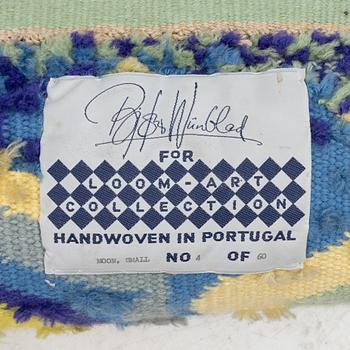 Bjørn Wiinblad
FOR
LOOM-ART
COLLECTION
HANDWOVEN IN PORTUGAL
MOON, SMALL NO 4 OF 60